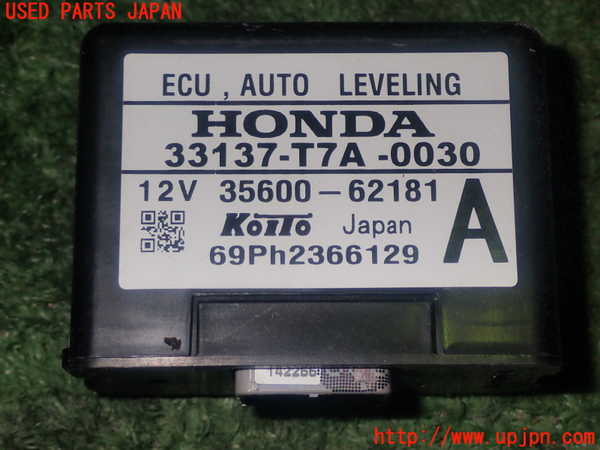 USED PARTS JAPAN
ECU , AUTO LEVELING
HONDA
33137-T7A -0030
12V 35600-62181 A
KOITO Japan
69Ph2366129
http://www.upjpn.com/